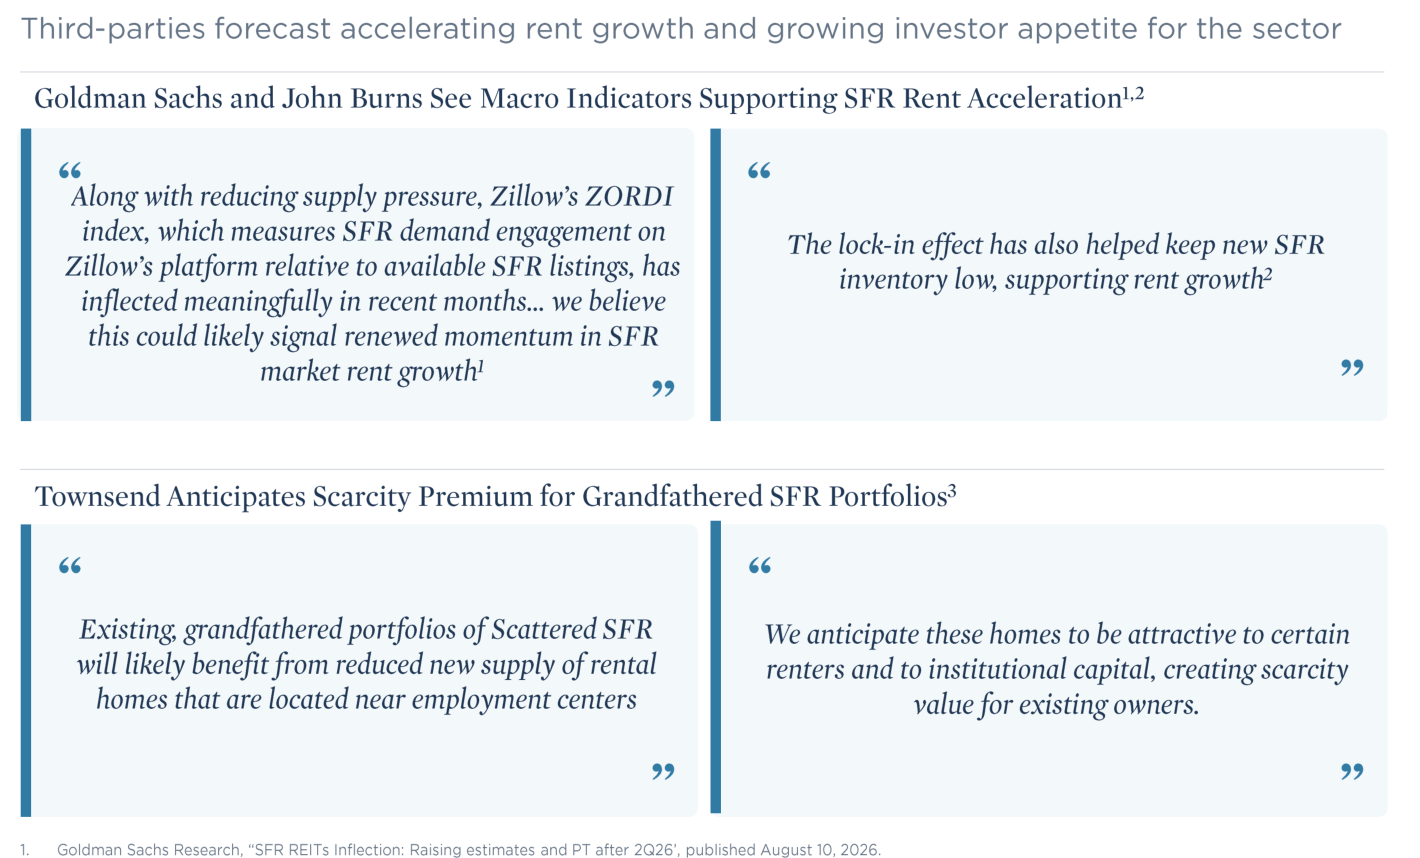 Third-parties forecast accelerating rent growth and growing investor appetite for the sector
Goldman Sachs and John Burns See Macro Indicators Supporting SFR Rent Acceleration¹,²
“
Along with reducing supply pressure, Zillow’s ZORDI
index, which measures SFR demand engagement on
Zillow’s platform relative to available SFR listings, has
inflected meaningfully in recent months... we believe
this could likely signal renewed momentum in SFR
market rent growth¹
”
“
The lock-in effect has also helped keep new SFR
inventory low, supporting rent growth²
”
Townsend Anticipates Scarcity Premium for Grandfathered SFR Portfolios³
“
Existing, grandfathered portfolios of Scattered SFR
will likely benefit from reduced new supply of rental
homes that are located near employment centers
”
“
We anticipate these homes to be attractive to certain
renters and to institutional capital, creating scarcity
value for existing owners.
”
1. Goldman Sachs Research, “SFR REITs Inflection: Raising estimates and PT after 2Q26’, published August 10, 2026.